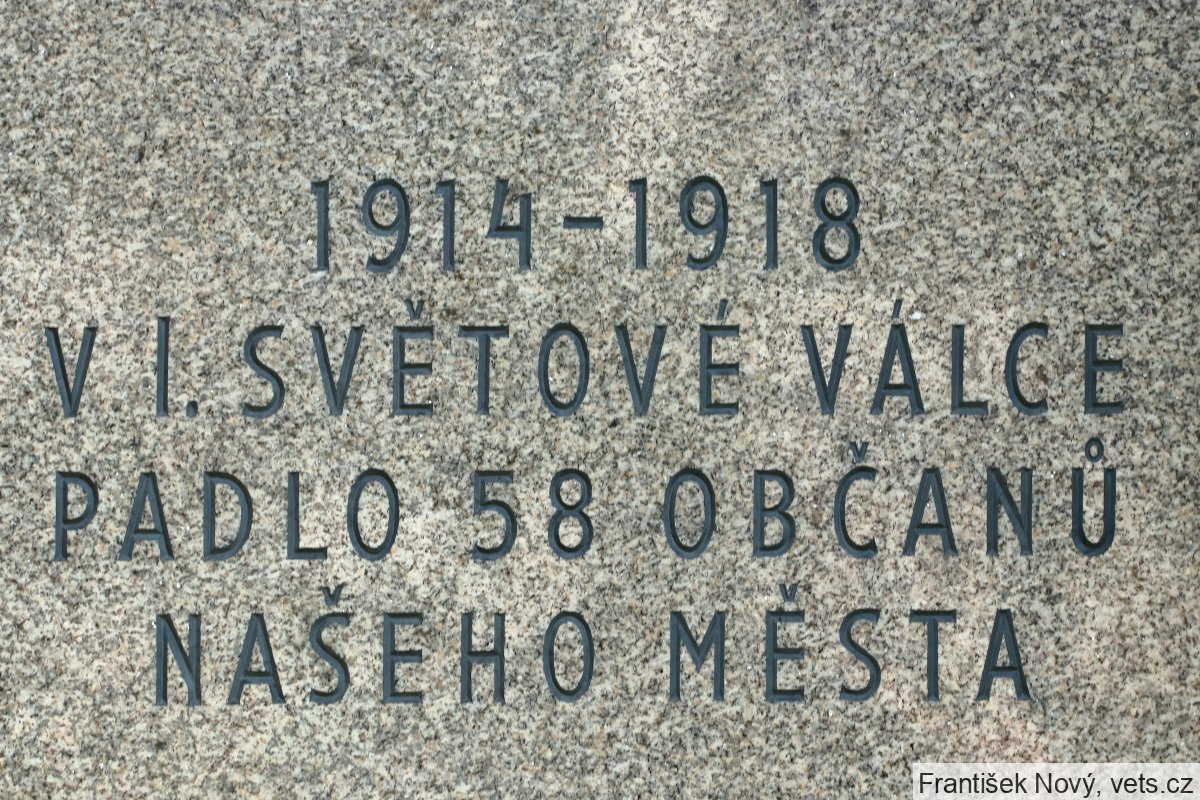 1914–1918
V I. SVĚTOVÉ VÁLCE
PADLO 58 OBČANŮ
NAŠEHO MĚSTA
František Nový, vets.cz